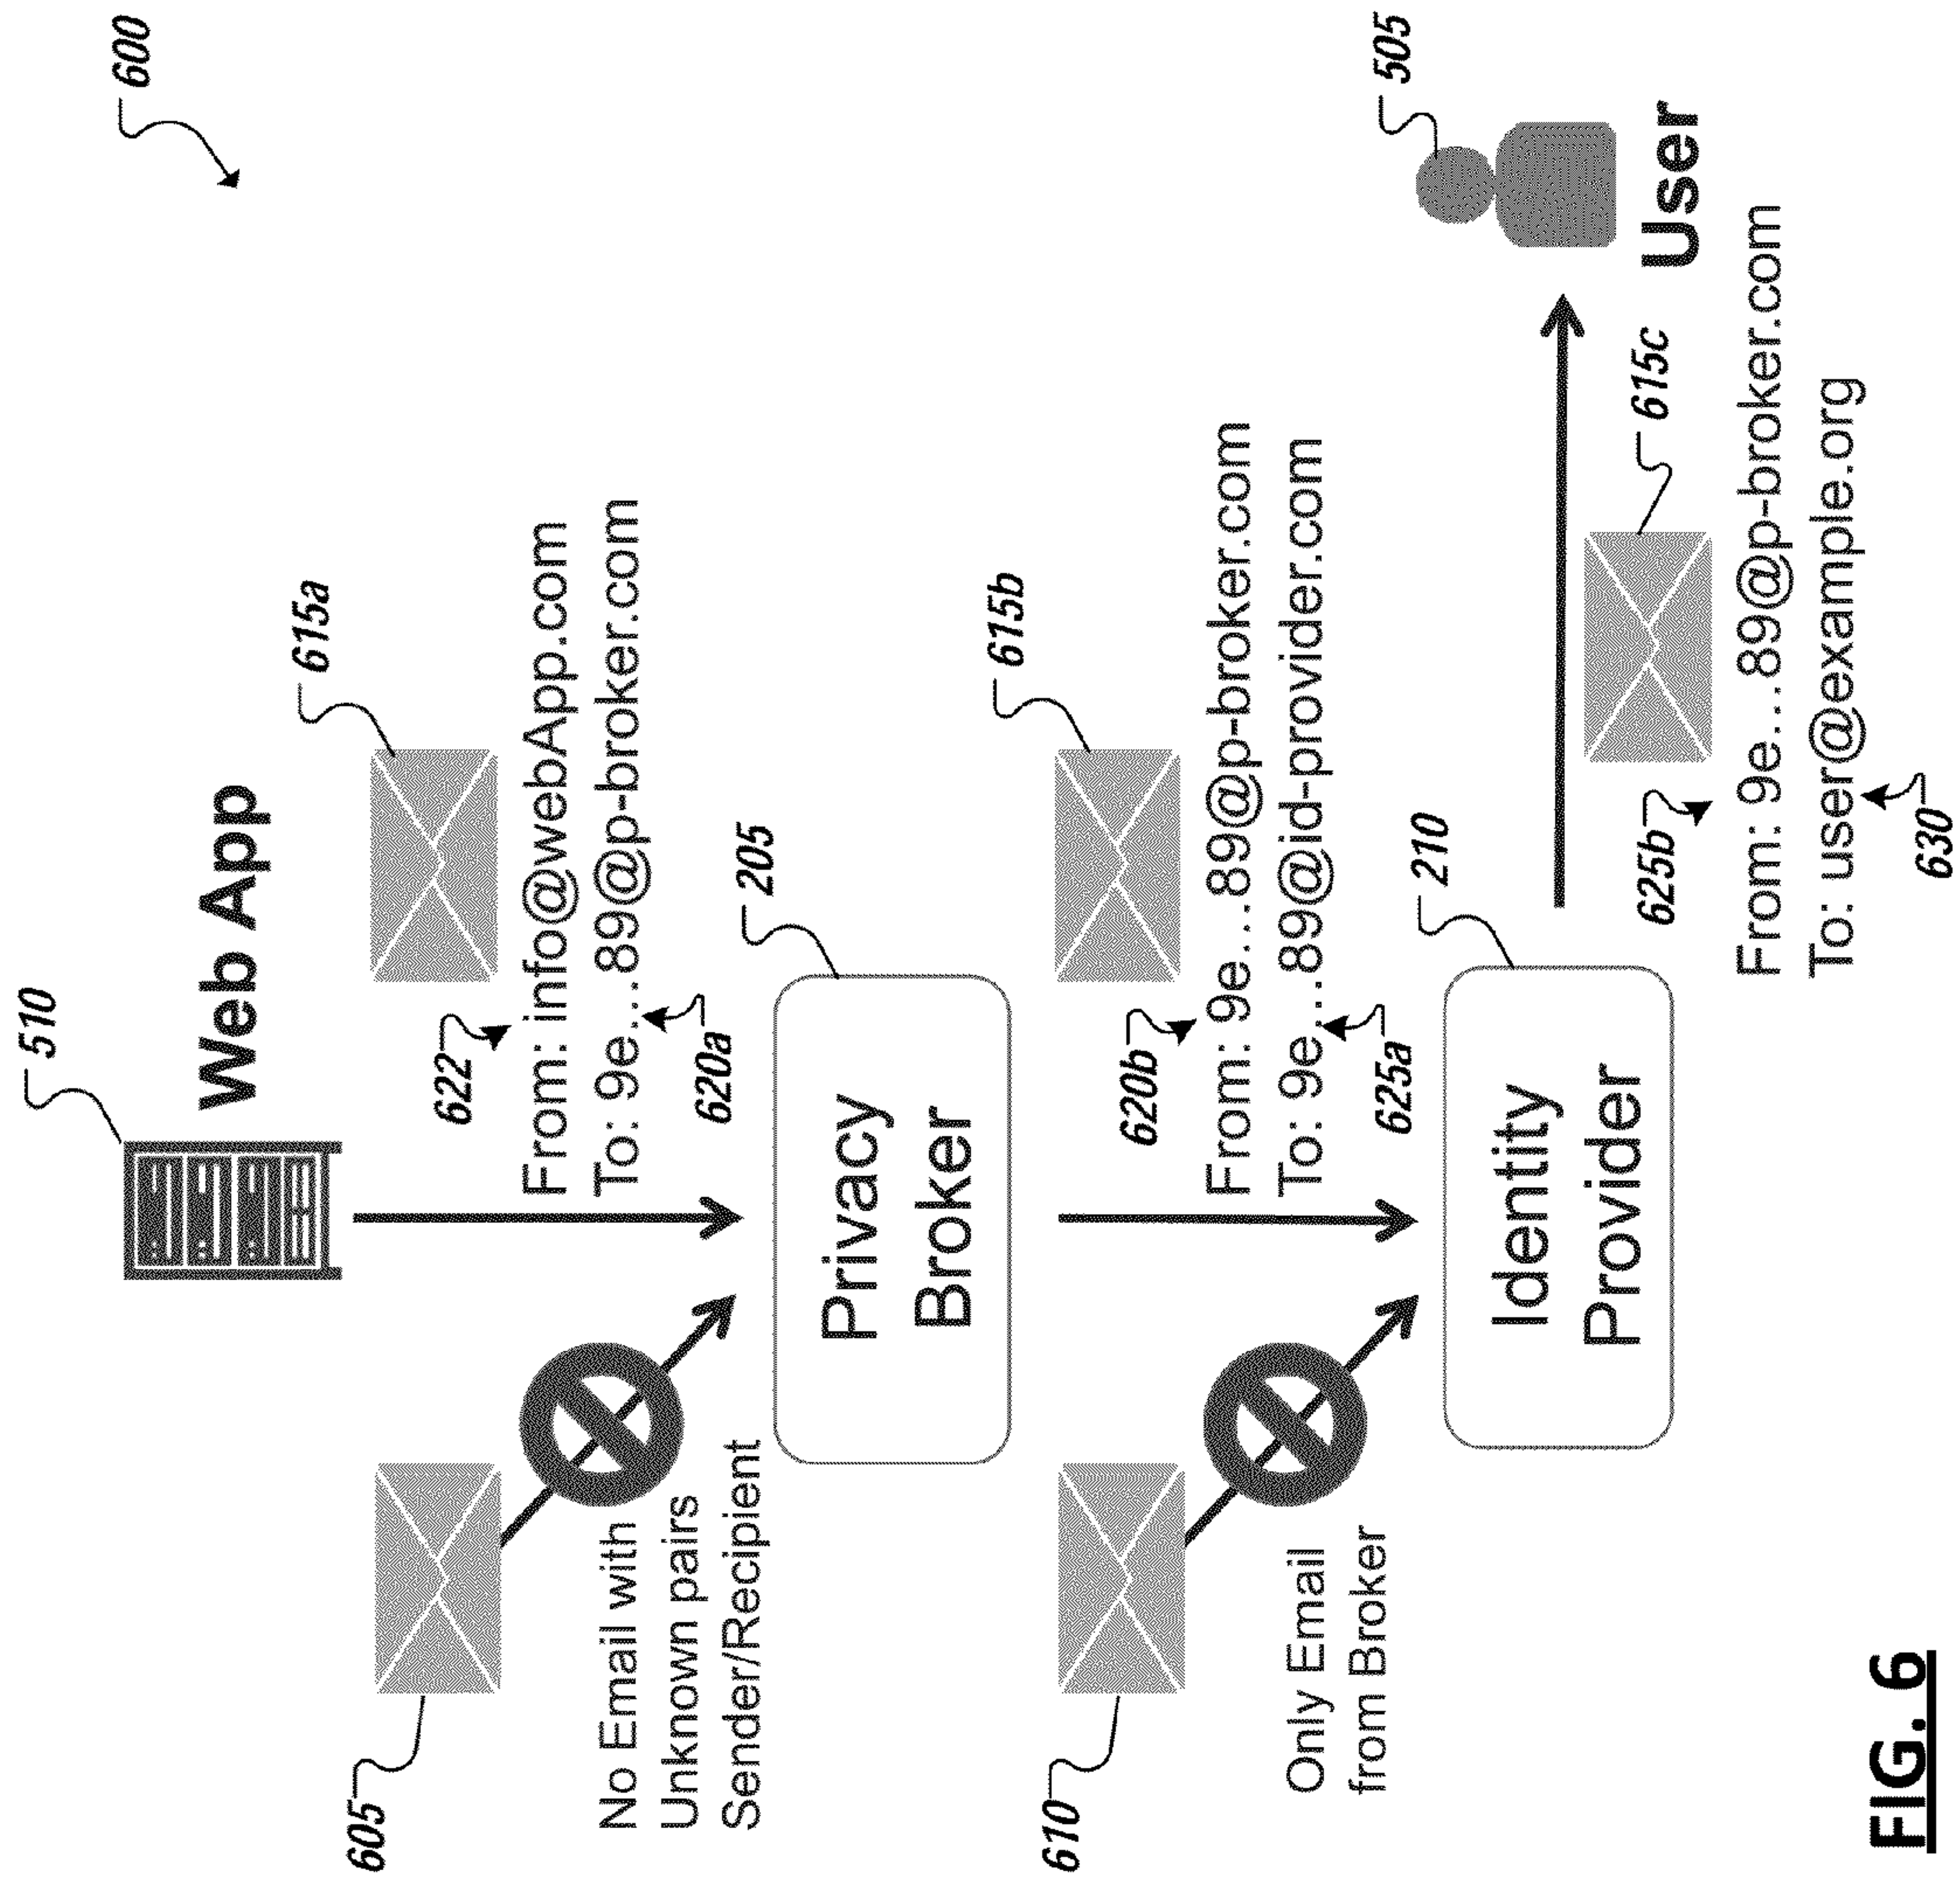 600
510
Web App
615a
622
From: info@webApp.com
To: 9e...89@p-broker.com
620a
605
No Email with
Unknown pairs
Sender/Recipient
205
Privacy
Broker
615b
620b
From: 9e...89@p-broker.com
To: 9e...89@id-provider.com
625a
610
Only Email
from Broker
210
Identity
Provider
505
User
615c
625b
From: 9e...89@p-broker.com
To: user@example.org
630
FIG. 6